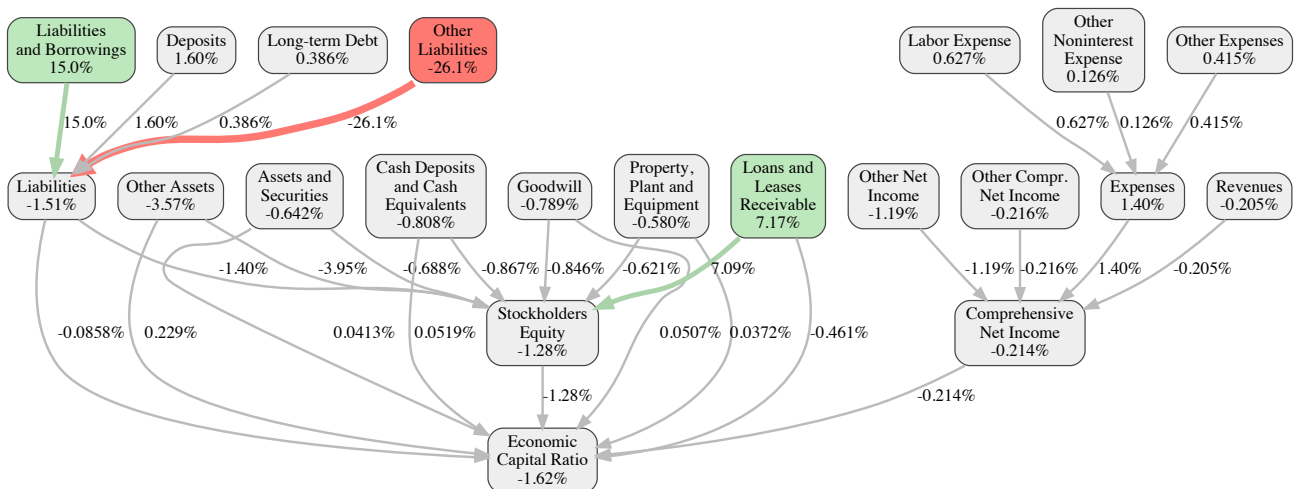 Liabilities
and Borrowings
15.0%
Deposits
1.60%
Long-term Debt
0.386%
Other
Liabilities
-26.1%
Labor Expense
0.627%
Other
Noninterest
Expense
0.126%
Other Expenses
0.415%
15.0%
1.60%
0.386%
-26.1%
0.627%
0.126%
0.415%
Liabilities
-1.51%
Other Assets
-3.57%
Assets and
Securities
-0.642%
Cash Deposits
and Cash
Equivalents
-0.808%
Goodwill
-0.789%
Property,
Plant and
Equipment
-0.580%
Loans and
Leases
Receivable
7.17%
Other Net
Income
-1.19%
Other Compr.
Net Income
-0.216%
Expenses
1.40%
Revenues
-0.205%
-1.40%
-3.95%
-0.688%
-0.867%
-0.846%
-0.621%
7.09%
-1.19%
-0.216%
1.40%
-0.205%
Stockholders
Equity
-1.28%
Comprehensive
Net Income
-0.214%
-0.0858%
0.229%
0.0413%
0.0519%
0.0507%
0.0372%
-0.461%
-1.28%
-0.214%
Economic
Capital Ratio
-1.62%